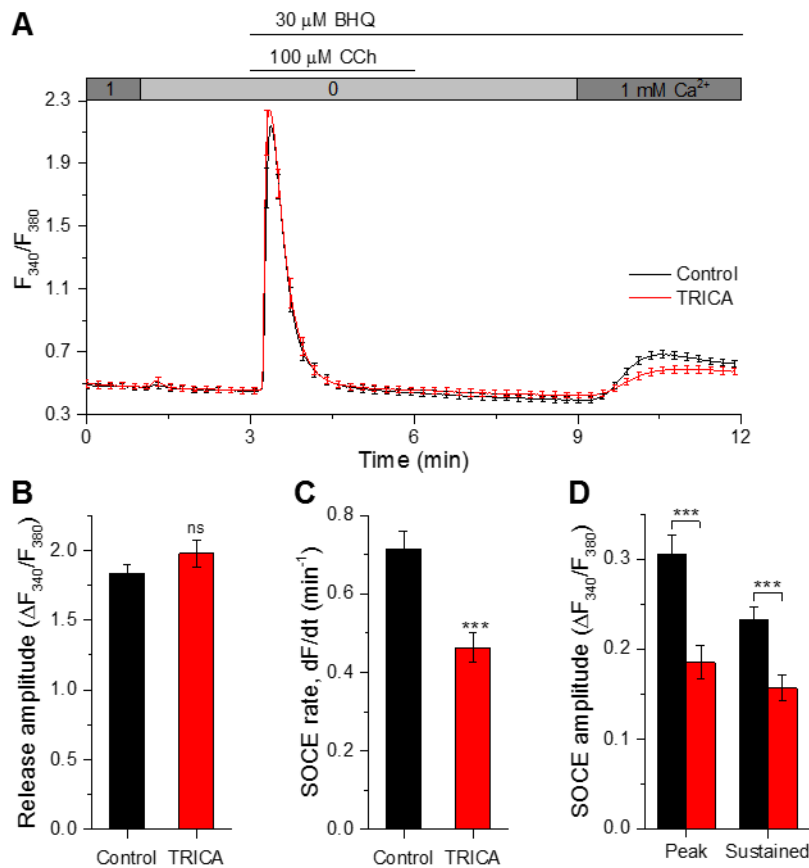 A
30 μM BHQ
100 μM CCh
1 0 1 mM Ca²⁺
2.3
1.9
1.5
1.1
0.7
0.3
F₃₄₀/F₃₈₀
Control
TRICA
0 3 6 9 12
Time (min)
B
Release amplitude (ΔF₃₄₀/F₃₈₀)
2.0
1.5
1.0
0.5
0.0
ns
Control TRICA
C
SOCE rate, dF/dt (min⁻¹)
0.8
0.6
0.4
0.2
0.0
***
Control TRICA
D
SOCE amplitude (ΔF₃₄₀/F₃₈₀)
0.3
0.2
0.1
0.0
***
***
Peak Sustained